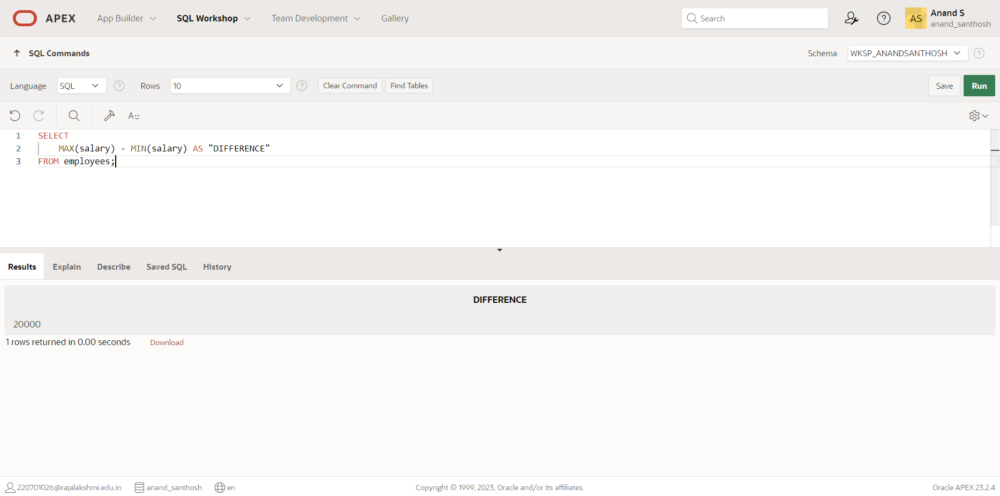 APEX App Builder SQL Workshop Team Development Gallery Search ? AS Anand S
anand_santhosh
SQL Commands Schema WKSP_ANANDSANTHOSH ?
Language SQL ? Rows 10 ? Clear Command Find Tables Save Run
A::
1 SELECT
2 MAX(salary) - MIN(salary) AS "DIFFERENCE"
3 FROM employees;
Results Explain Describe Saved SQL History
DIFFERENCE
20000
1 rows returned in 0.00 seconds Download
220701026@rajalakshmi.edu.in anand_santhosh en Copyright © 1999, 2023, Oracle and/or its affiliates. Oracle APEX 23.2.4